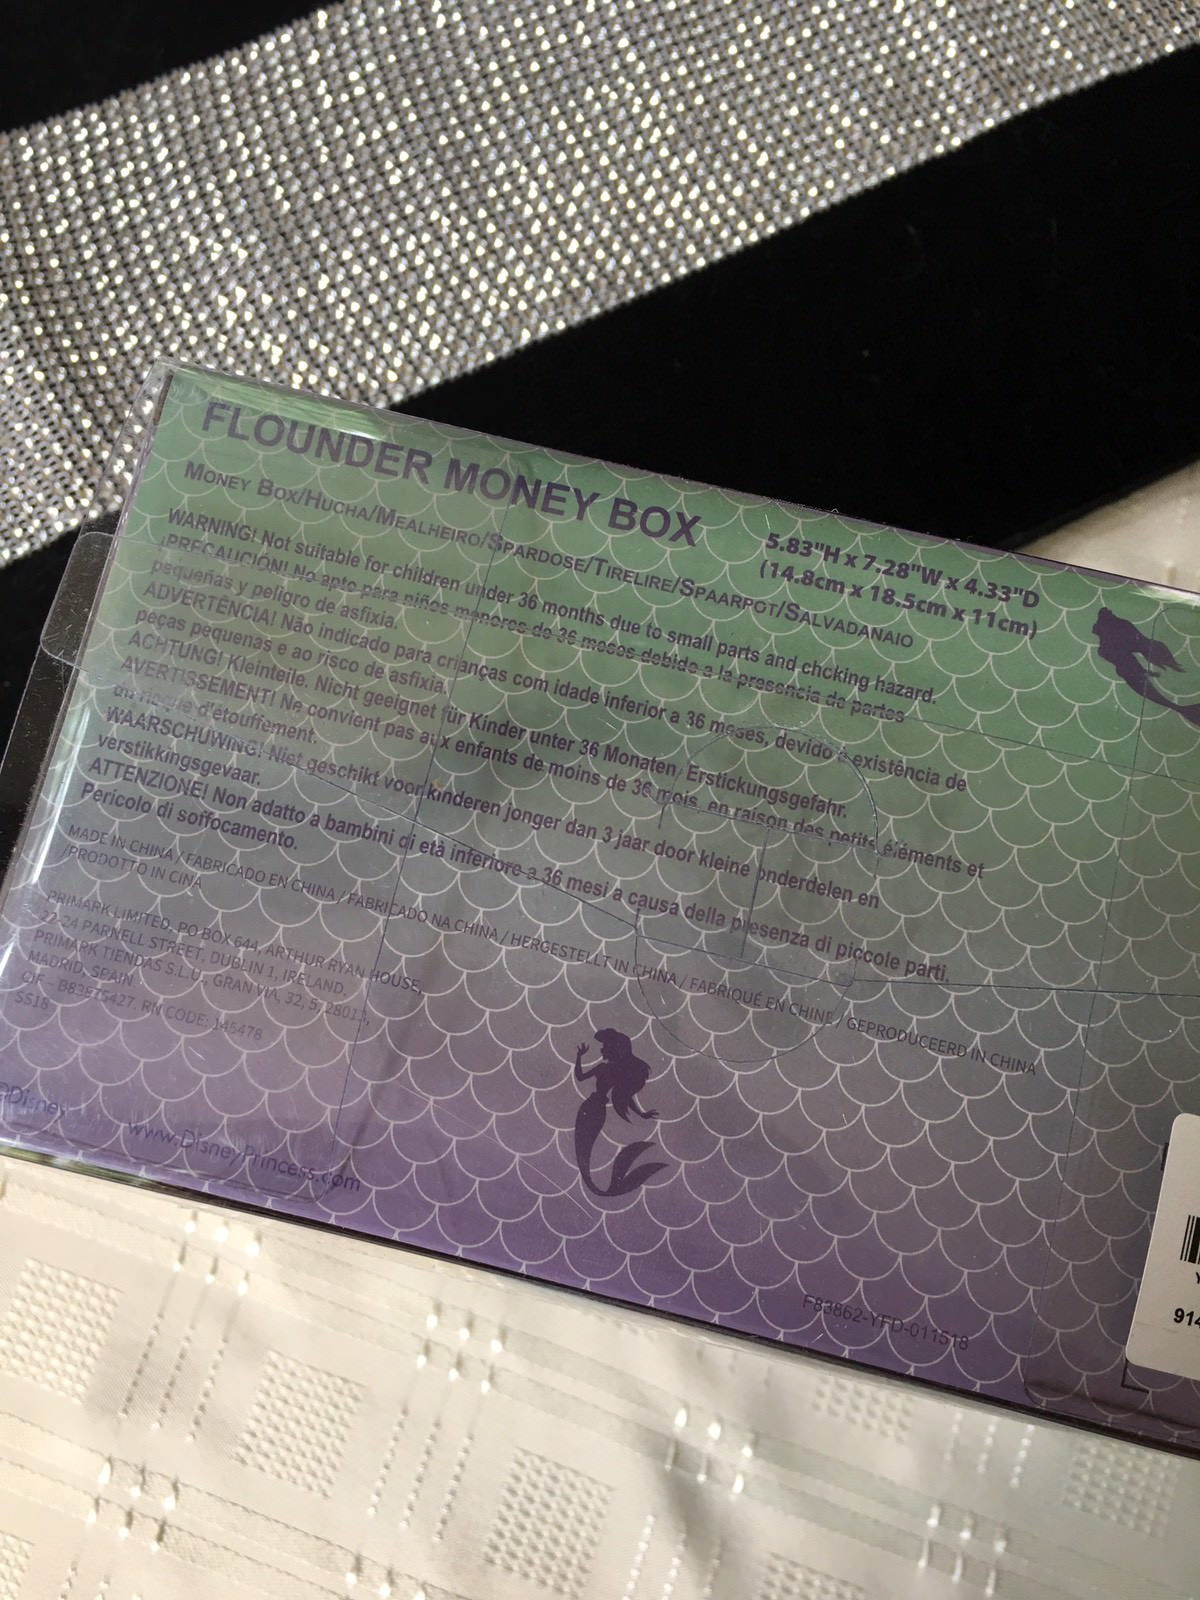 FLOUNDER MONEY BOX
5.83"H x 7.28"W x 4.33"D
(14.8cm x 18.5cm x 11cm)
MONEY BOX/HUCHA/MEALHEIRO/SPARDOSE/TIRELIRE/SPAARPOT/SALVADANAIO
WARNING! Not suitable for children under 36 months due to small parts and chcking hazard.
¡PRECAUCIÓN! No apto para niños menores de 36 meses debido a la presencia de partes
pequeñas y peligro de asfixia.
ADVERTÊNCIA! Não indicado para crianças com idade inferior a 36 meses, devido à existência de
peças pequenas e ao risco de asfixia.
ACHTUNG! Kleinteile. Nicht geeignet für Kinder unter 36 Monaten. Erstickungsgefahr.
AVERTISSEMENT! Ne convient pas aux enfants de moins de 36 mois, en raison des petits éléments et
un risque d'étouffement.
WAARSCHUWING! Niet geschikt voor kinderen jonger dan 3 jaar door kleine onderdelen en
verstikkingsgevaar.
ATTENZIONE! Non adatto a bambini di età inferiore a 36 mesi a causa della presenza di piccole parti.
Pericolo di soffocamento.
MADE IN CHINA / FABRICADO EN CHINA / FABRICADO NA CHINA / HERGESTELLT IN CHINA / FABRIQUÉ EN CHINE / GEPRODUCEERD IN CHINA
/PRODOTTO IN CINA
PRIMARK LIMITED, PO BOX 644, ARTHUR RYAN HOUSE,
22-24 PARNELL STREET, DUBLIN 1, IRELAND.
PRIMARK TIENDAS S.L.U, GRAN VIA, 32, 5, 28013,
MADRID, SPAIN
CIF - B83875427. RN CODE: 145478
SS18
©Disney
www.DisneyPrincess.com
F83862-YFD-011518
914